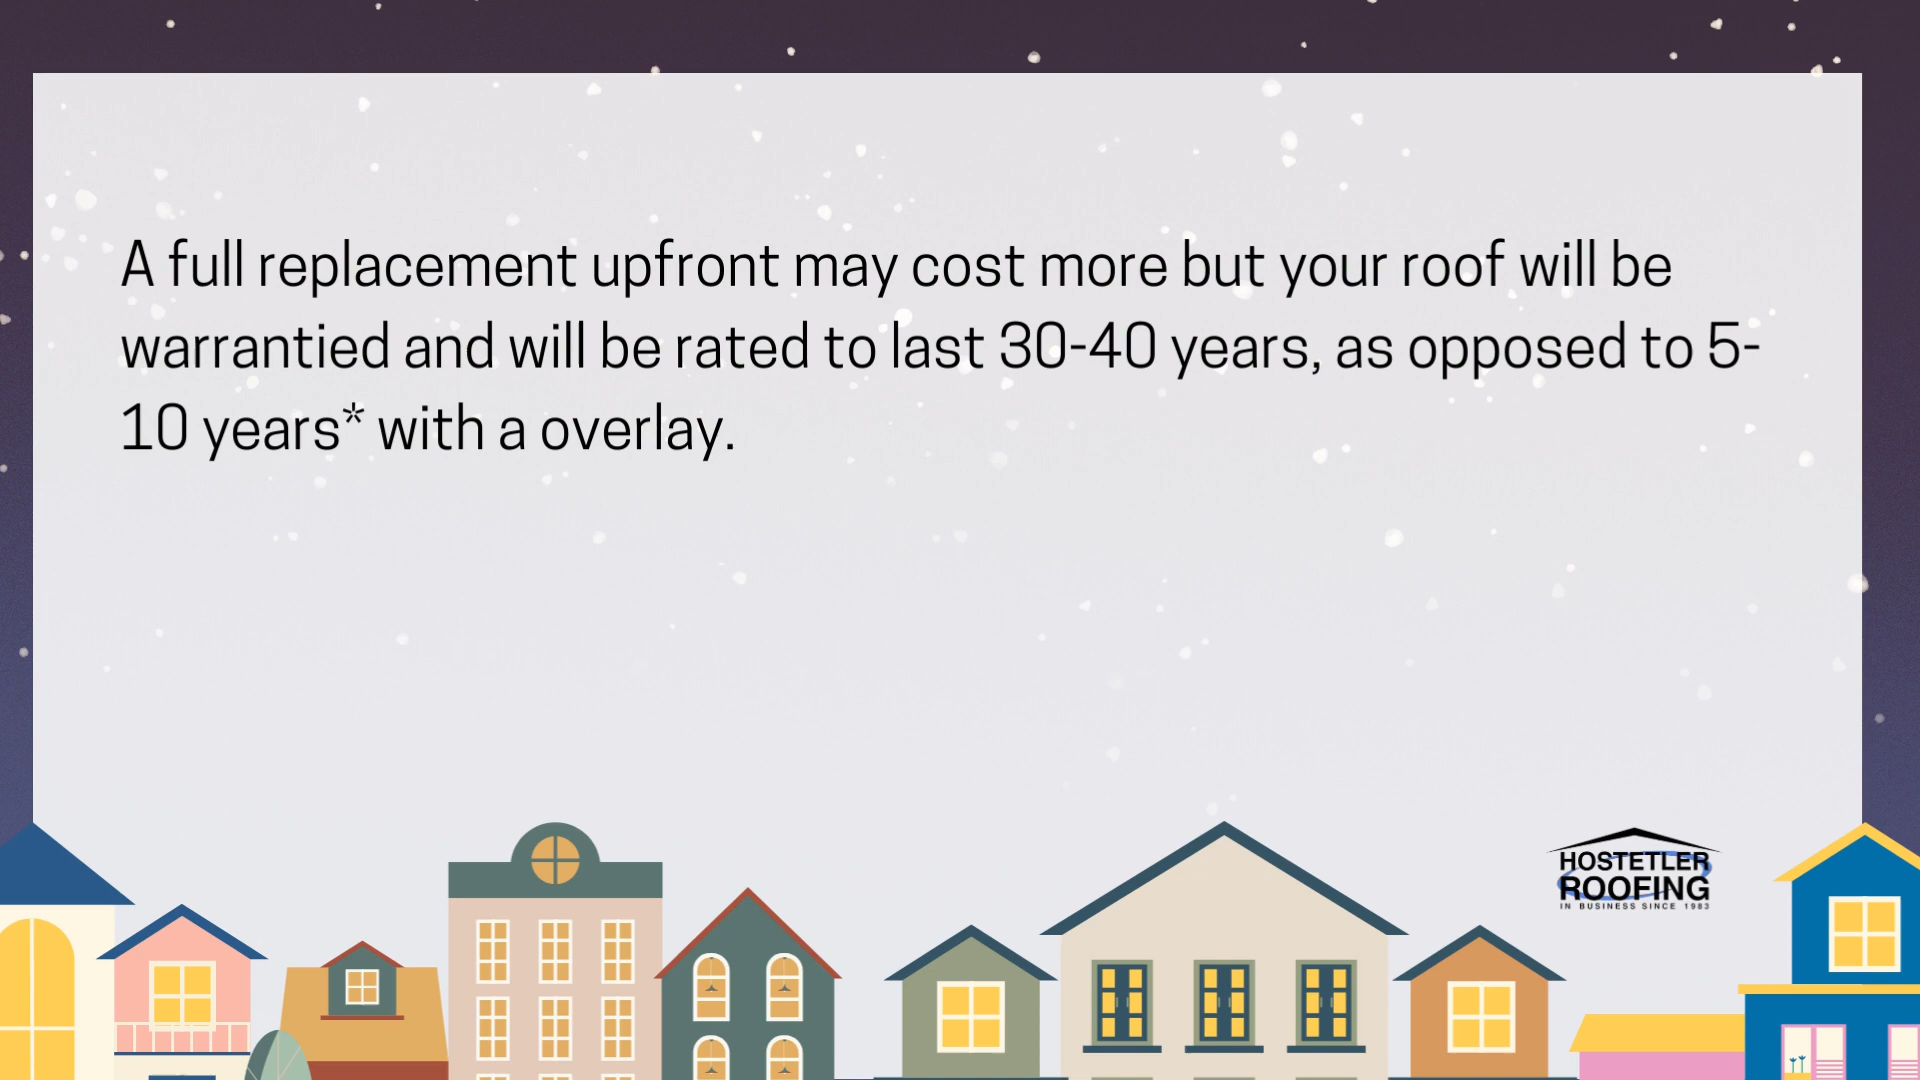 A full replacement upfront may cost more but your roof will be
warrantied and will be rated to last 30-40 years, as opposed to 5-
10 years* with a overlay.
HOSTETLER
ROOFING
IN BUSINESS SINCE 1983